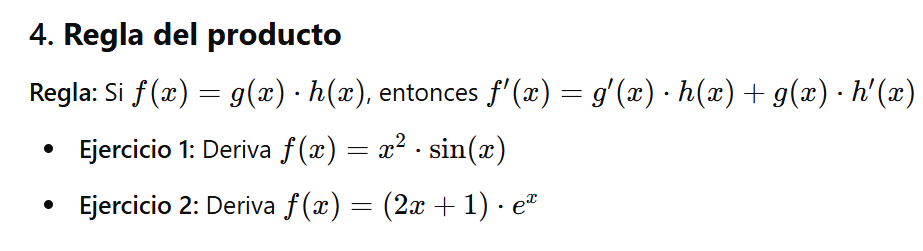 4. Regla del producto
Regla: Si f(x) = g(x) · h(x), entonces f′(x) = g′(x) · h(x) + g(x) · h′(x)
• Ejercicio 1: Deriva f(x) = x² · sin(x)
• Ejercicio 2: Deriva f(x) = (2x + 1) · eˣ